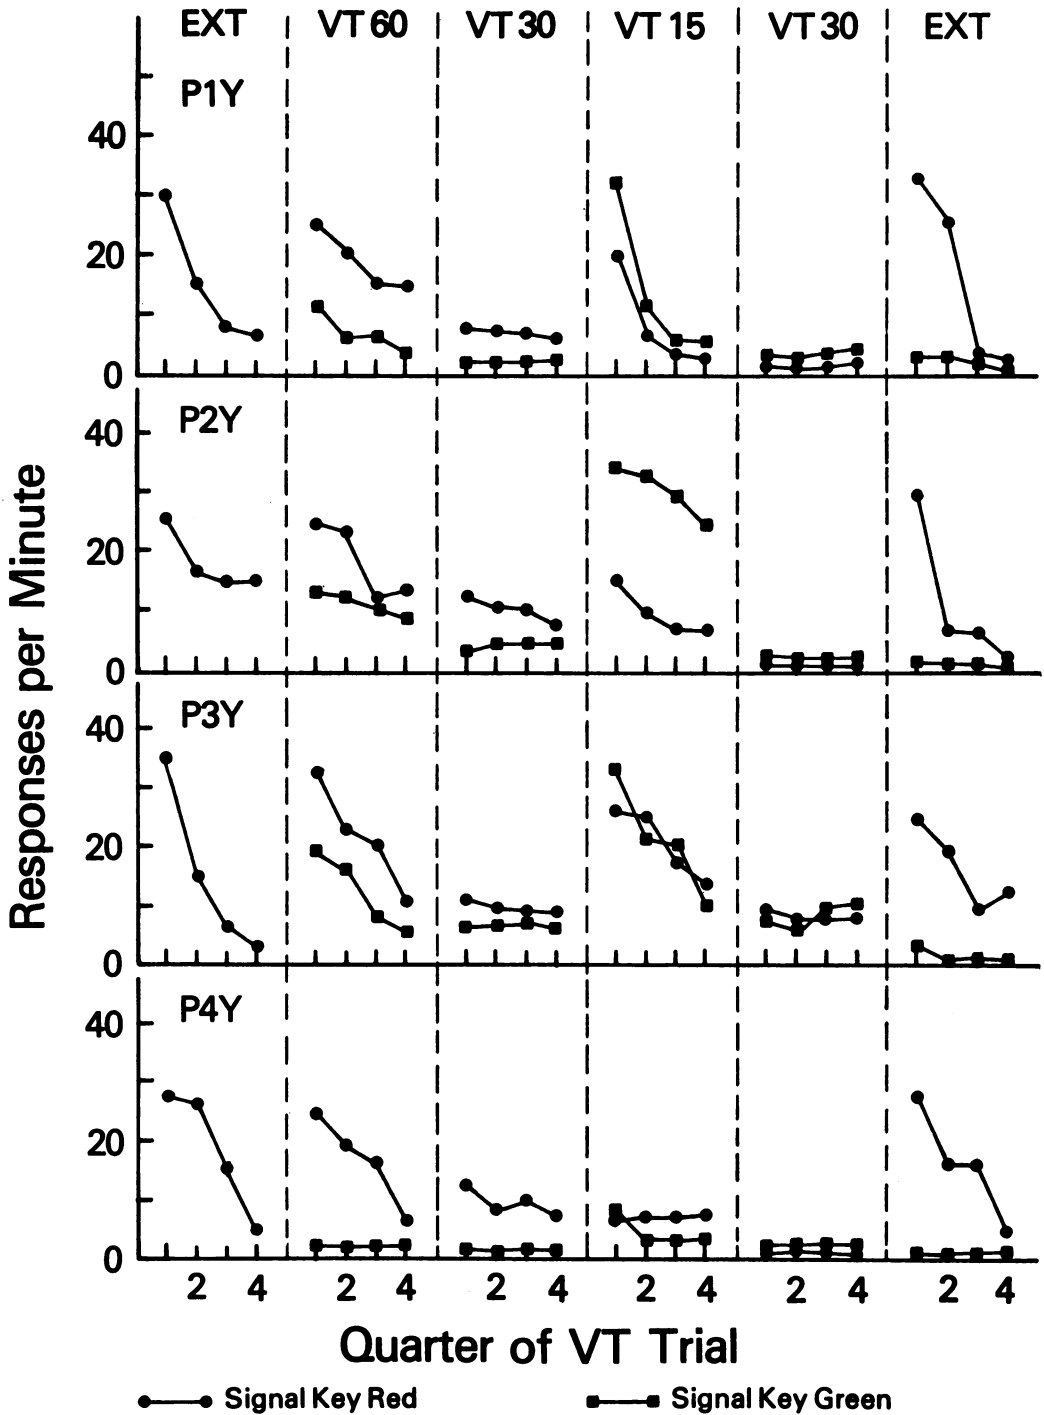 EXT VT 60 VT 30 VT 15 VT 30 EXT
P1Y
40
20
0
P2Y
40
20
0
P3Y
40
20
0
P4Y
40
20
0
Responses per Minute
2 4 2 4 2 4 2 4 2 4 2 4
Quarter of VT Trial
Signal Key Red Signal Key Green